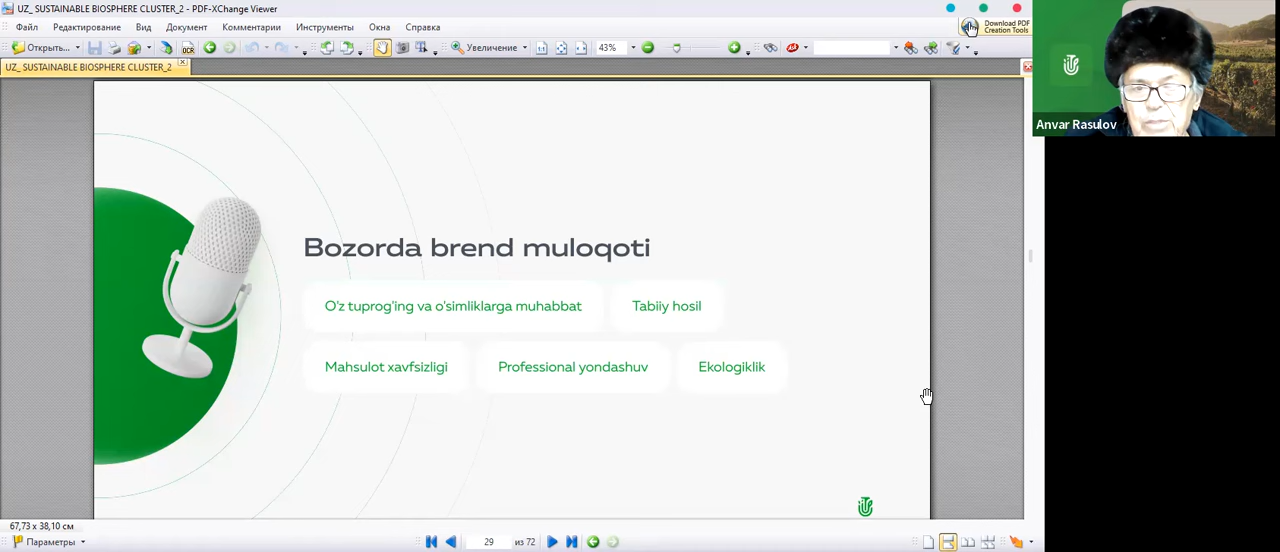 UZ_ SUSTAINABLE BIOSPHERE CLUSTER_2 - PDF-XChange Viewer
Файл Редактирование Вид Документ Комментарии Инструменты Окна Справка
Download PDF
Creation Tools
Открыть... OCR Увеличение 43%
UZ_ SUSTAINABLE BIOSPHERE CLUSTER_2
Anvar Rasulov
Bozorda brend muloqoti
O'z tuprog'ing va o'simliklarga muhabbat Tabiiy hosil
Mahsulot xavfsizligi Professional yondashuv Ekologiklik
67,73 x 38,10 см
Параметры 29 из 72